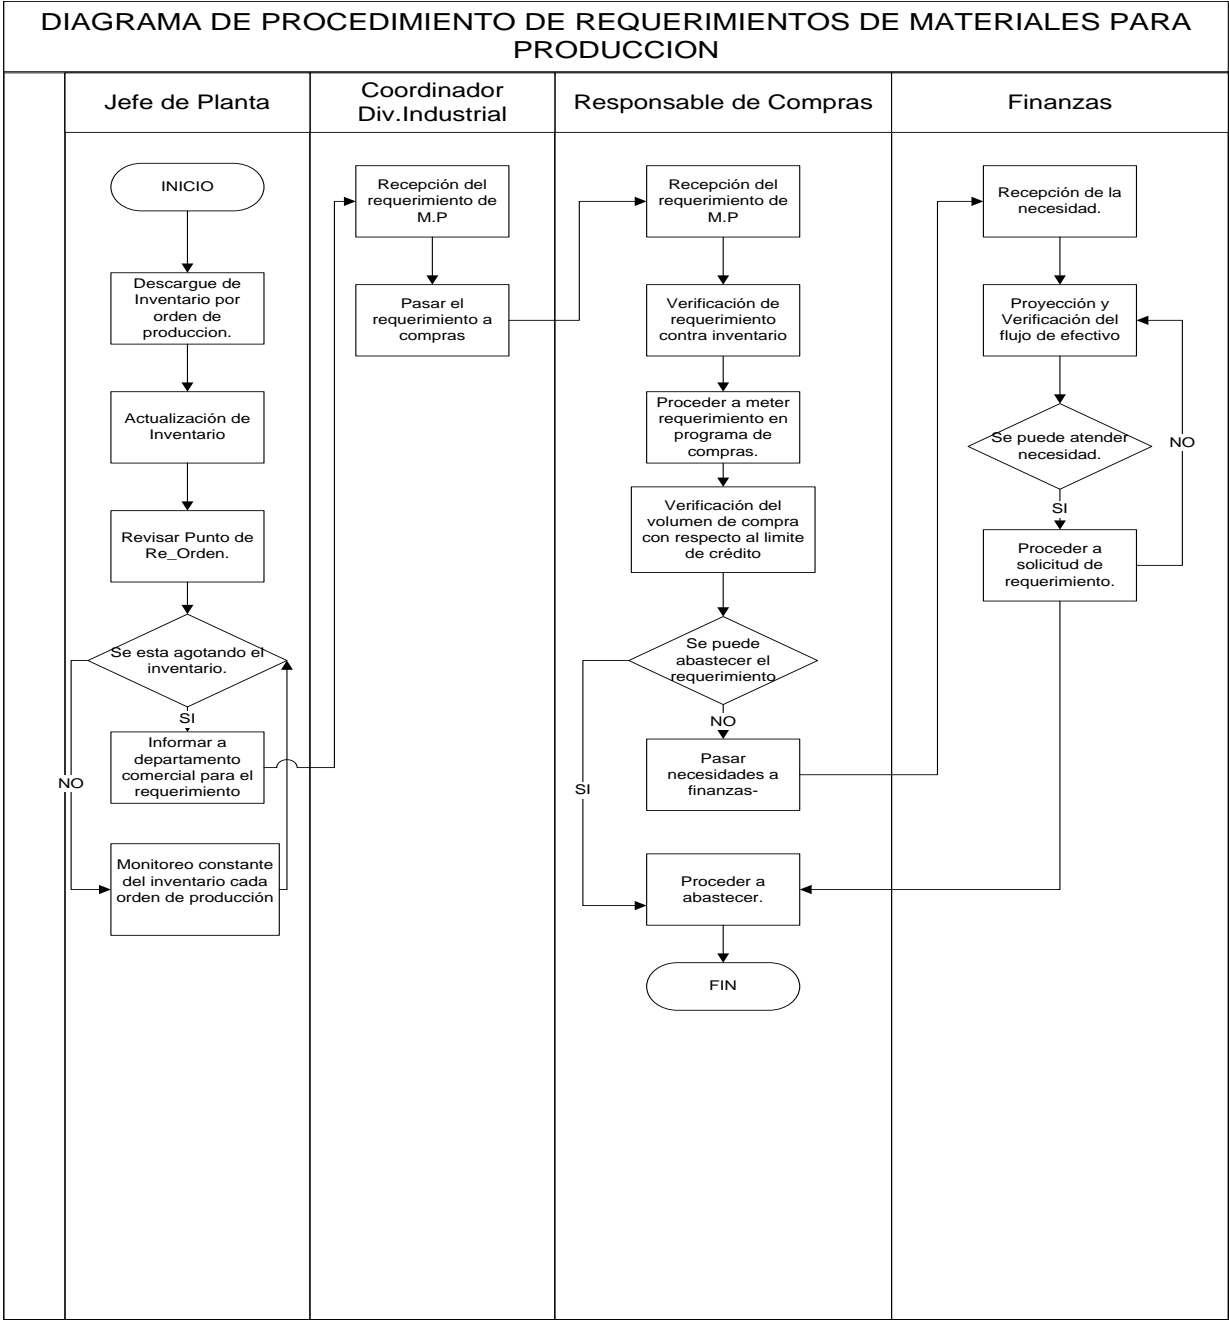 DIAGRAMA DE PROCEDIMIENTO DE REQUERIMIENTOS DE MATERIALES PARA
PRODUCCION
Jefe de Planta
Coordinador
Div.Industrial
Responsable de Compras
Finanzas
INICIO
Descargue de
Inventario por
orden de
produccion.
Actualización de
Inventario
Revisar Punto de
Re_Orden.
Se esta agotando el
inventario.
SI
NO
Informar a
departamento
comercial para el
requerimiento
Monitoreo constante
del inventario cada
orden de producción
Recepción del
requerimiento de
M.P
Pasar el
requerimiento a
compras
Recepción del
requerimiento de
M.P
Verificación de
requerimiento
contra inventario
Proceder a meter
requerimiento en
programa de
compras.
Verificación del
volumen de compra
con respecto al limite
de crédito
Se puede
abastecer el
requerimiento
NO
SI
Pasar
necesidades a
finanzas-
Proceder a
abastecer.
FIN
Recepción de la
necesidad.
Proyección y
Verificación del
flujo de efectivo
Se puede atender
necesidad.
NO
SI
Proceder a
solicitud de
requerimiento.